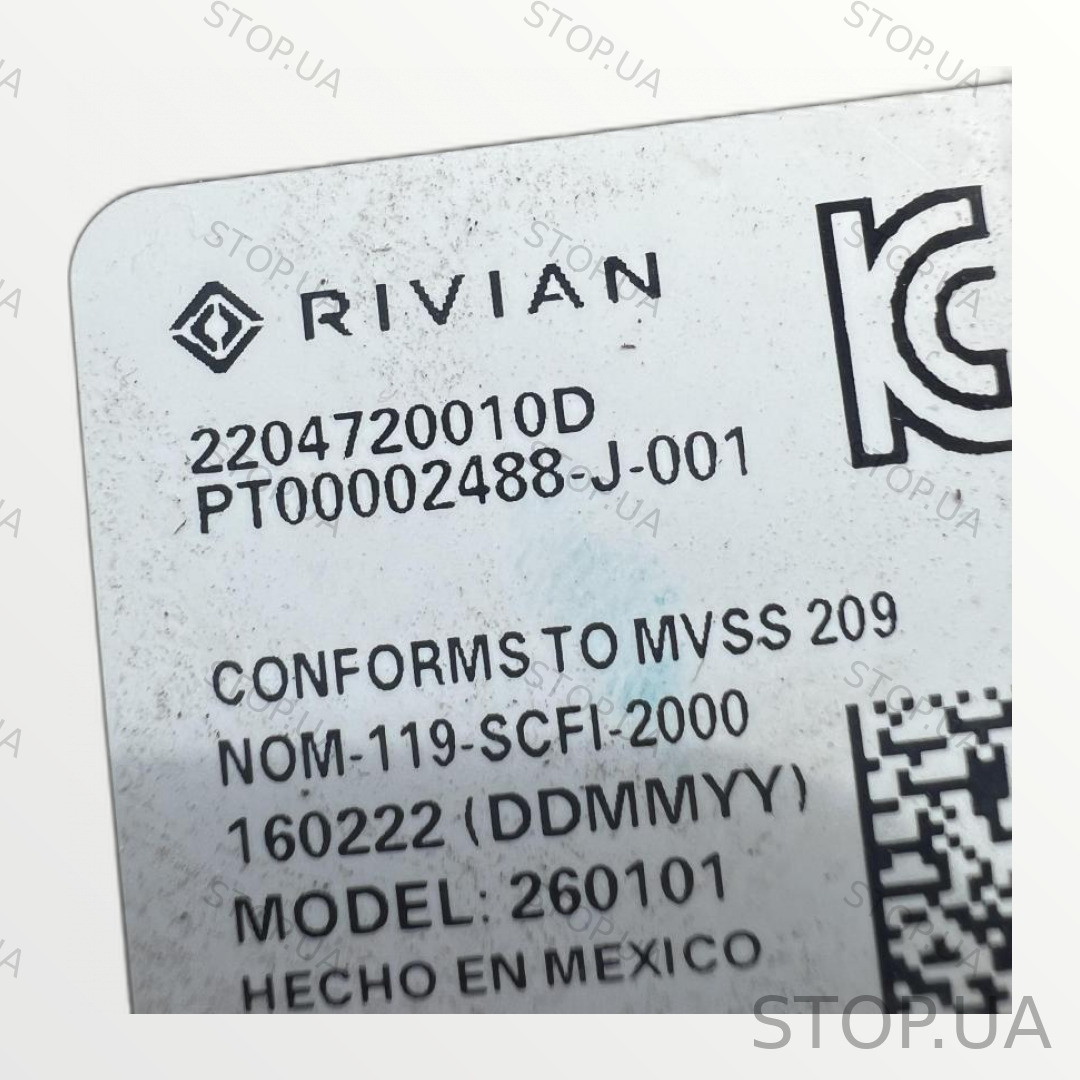 RIVIAN
2204720010D
PT00002488-J-001
CONFORMS TO MVSS 209
NOM-119-SCFI-2000
160222 (DDMMYY)
MODEL: 260101
HECHO EN MEXICO
KC
STOP.UA